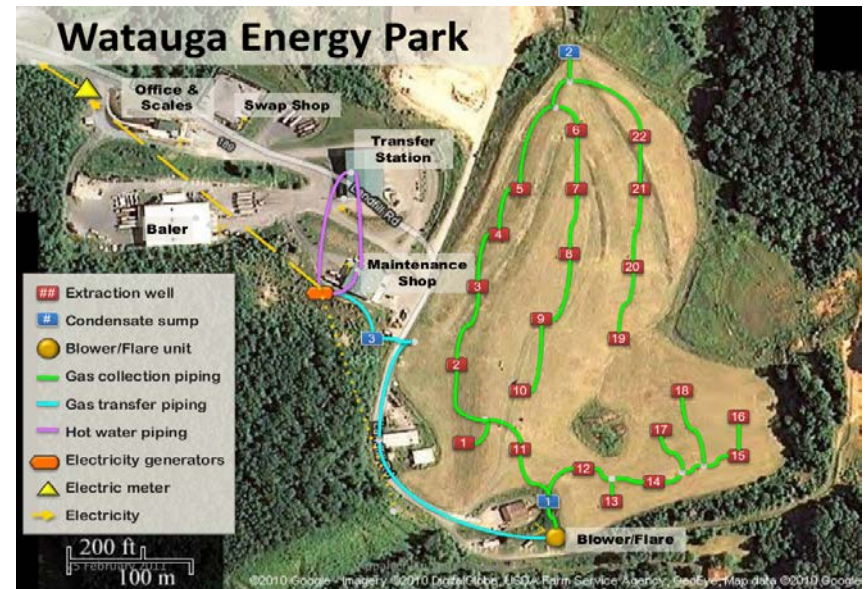 Watauga Energy Park
2
Office &
Scales
Swap Shop
Transfer
Station
180
Landfill Rd
Baler
Maintenance
Shop
6
22
5
7
21
4
8
20
3
9
19
3
2
10
18
16
17
1
11
15
12
14
13
1
Blower/Flare
## Extraction well
# Condensate sump
Blower/Flare unit
Gas collection piping
Gas transfer piping
Hot water piping
Electricity generators
Electric meter
Electricity
200 ft
100 m
February 2011
©2010 Google - Imagery ©2010 DigitalGlobe, USDA Farm Service Agency, GeoEye, Map data ©2010 Google